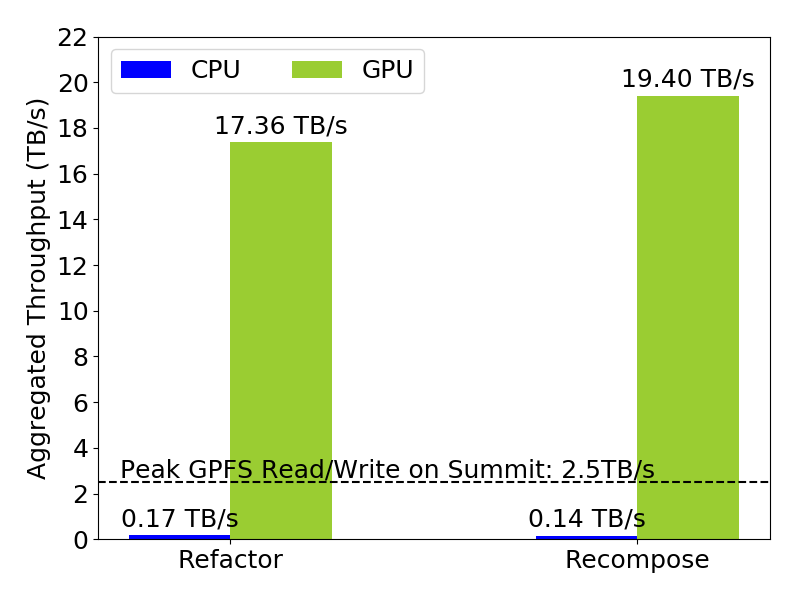 Aggregated Throughput (TB/s)
22
20
18
16
14
12
10
8
6
4
2
0
CPU
GPU
17.36 TB/s
19.40 TB/s
Peak GPFS Read/Write on Summit: 2.5TB/s
0.17 TB/s
0.14 TB/s
Refactor
Recompose